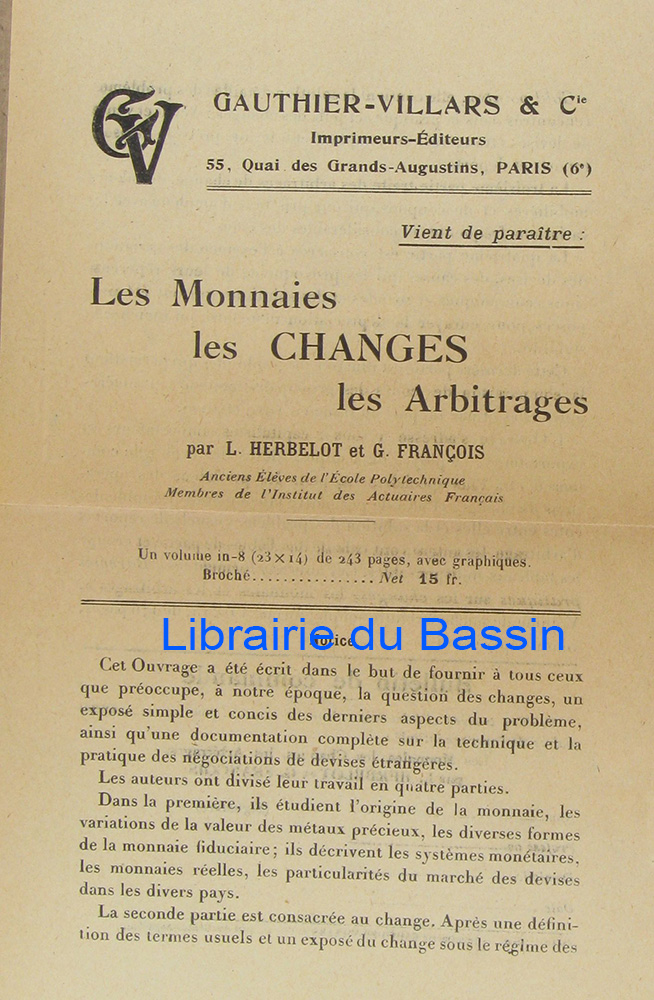 GV
GAUTHIER-VILLARS & Cie
Imprimeurs-Éditeurs
55, Quai des Grands-Augustins, PARIS (6e)
Vient de paraître :
Les Monnaies
les CHANGES
les Arbitrages
par L. HERBELOT et G. FRANÇOIS
Anciens Élèves de l'École Polytechnique
Membres de l'Institut des Actuaires Français
Un volume in-8 (23×14) de 243 pages, avec graphiques.
Broché................ Net 15 fr.
Notice
Librairie du Bassin
Cet Ouvrage a été écrit dans le but de fournir à tous ceux
que préoccupe, à notre époque, la question des changes, un
exposé simple et concis des derniers aspects du problème,
ainsi qu'une documentation complète sur la technique et la
pratique des négociations de devises étrangères.
Les auteurs ont divisé leur travail en quatre parties.
Dans la première, ils étudient l'origine de la monnaie, les
variations de la valeur des métaux précieux, les diverses formes
de la monnaie fiduciaire; ils décrivent les systèmes monétaires,
les monnaies réelles, les particularités du marché des devises
dans les divers pays.
La seconde partie est consacrée au change. Après une défini-
tion des termes usuels et un exposé du change sous le régime des